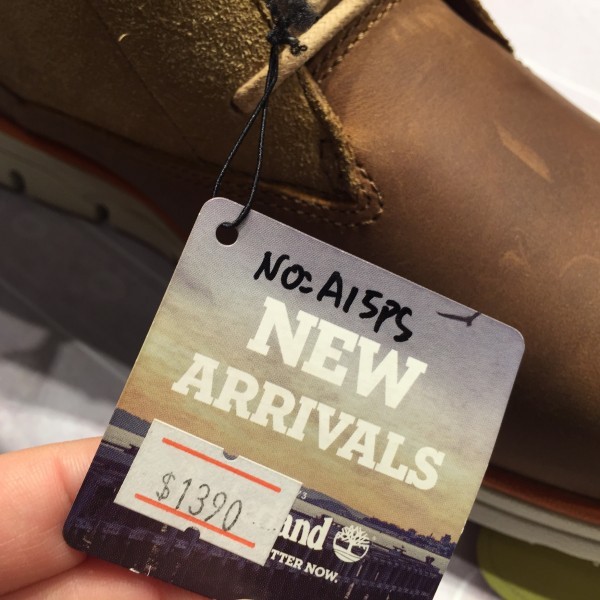 NO: A15PS
NEW
ARRIVALS
$1390
TTER NOW.